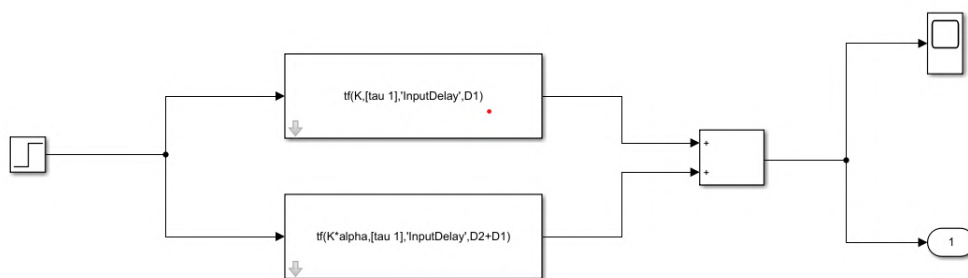 tf(K,[tau 1],'InputDelay',D1)
+
+
tf(K*alpha,[tau 1],'InputDelay',D2+D1)
1